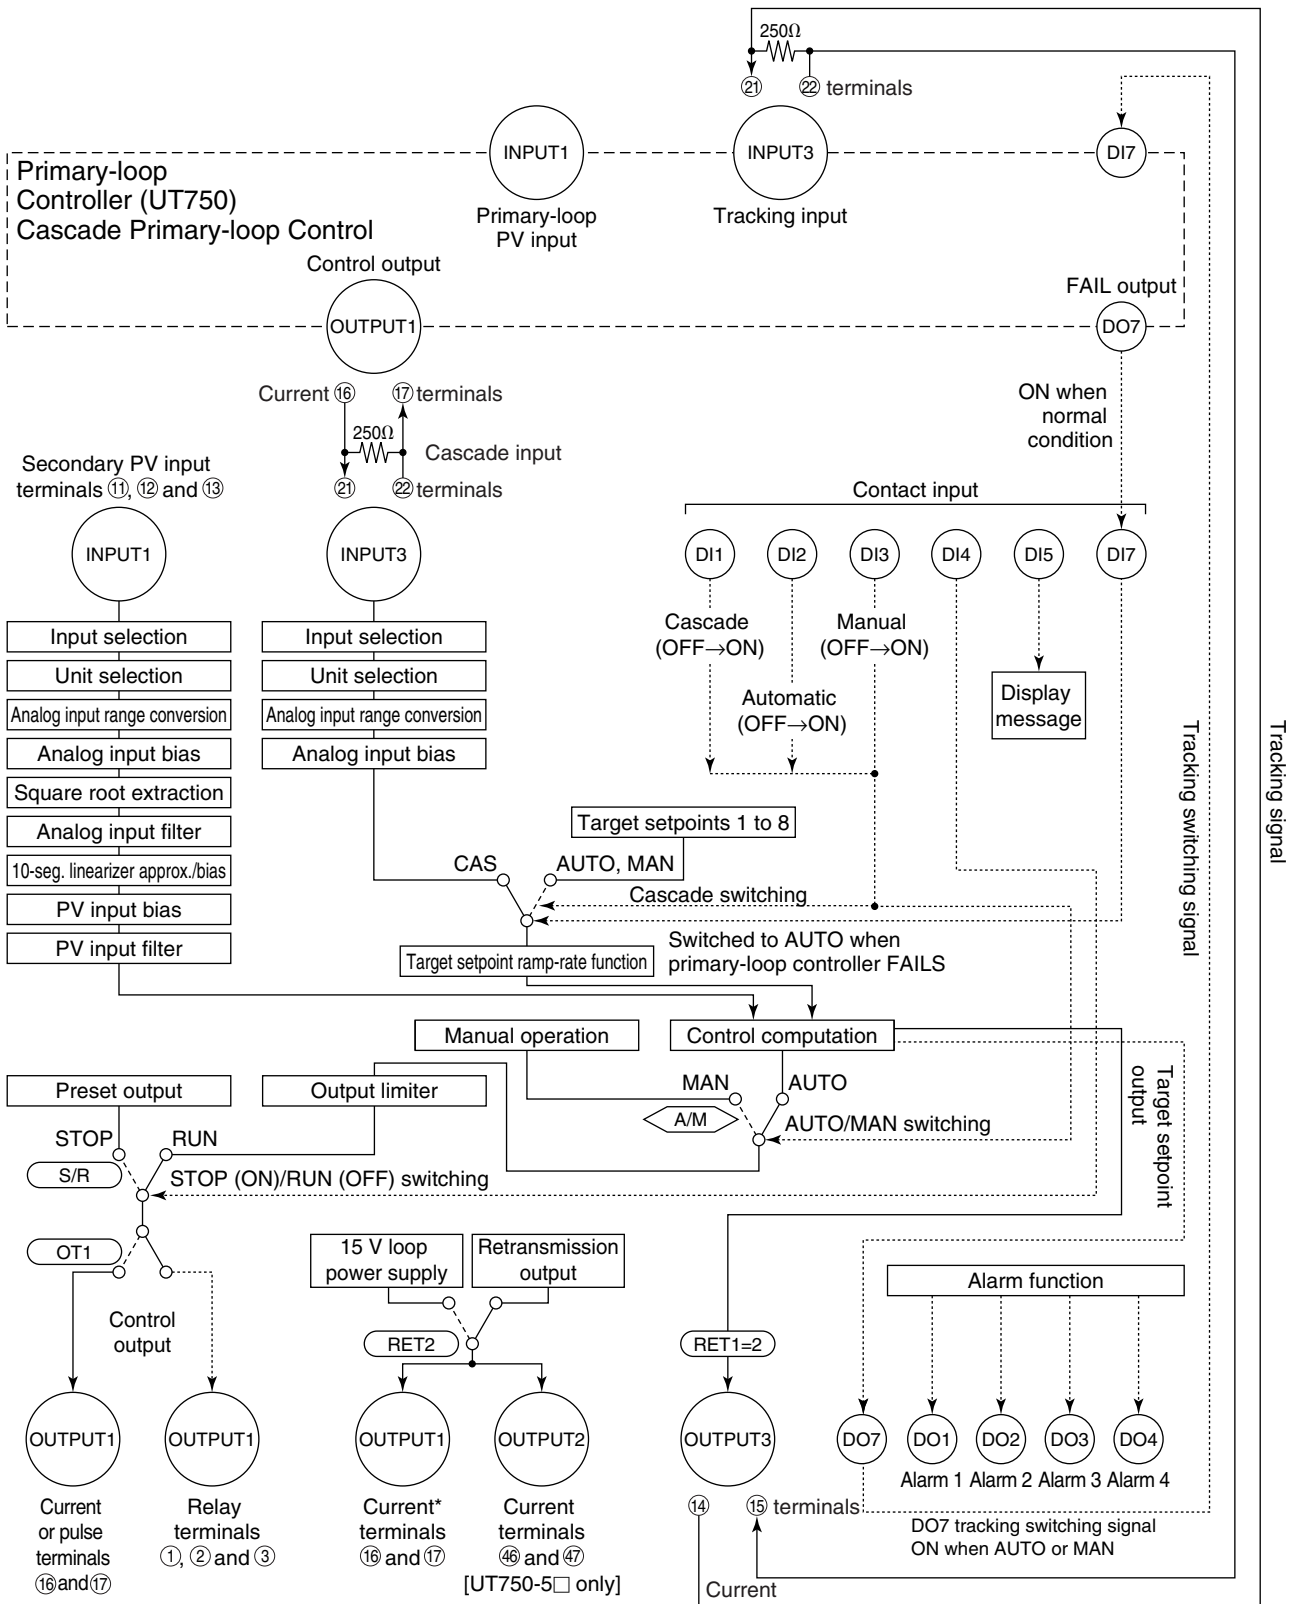 250Ω
㉑ ㉒ terminals
INPUT1
INPUT3
DI7
Primary-loop
Controller (UT750)
Cascade Primary-loop Control
Primary-loop
PV input
Tracking input
Control output
OUTPUT1
FAIL output
DO7
Current ⑯ ⑰ terminals
250Ω
Cascade input
㉑ ㉒ terminals
ON when
normal
condition
Secondary PV input
terminals ⑪, ⑫ and ⑬
Contact input
INPUT1
INPUT3
DI1
DI2
DI3
DI4
DI5
DI7
Input selection
Unit selection
Analog input range conversion
Analog input bias
Square root extraction
Analog input filter
10-seg. linearizer approx./bias
PV input bias
PV input filter
Input selection
Unit selection
Analog input range conversion
Analog input bias
Cascade
(OFF→ON)
Automatic
(OFF→ON)
Manual
(OFF→ON)
Display
message
Tracking switching signal
Tracking signal
Target setpoints 1 to 8
CAS
AUTO, MAN
Cascade switching
Target setpoint ramp-rate function
Switched to AUTO when
primary-loop controller FAILS
Manual operation
Control computation
Preset output
Output limiter
MAN
AUTO
A/M
AUTO/MAN switching
Target setpoint
output
STOP
RUN
S/R
STOP (ON)/RUN (OFF) switching
OT1
Control
output
15 V loop
power supply
Retransmission
output
RET2
RET1=2
Alarm function
OUTPUT1
OUTPUT1
OUTPUT1
OUTPUT2
OUTPUT3
DO7
DO1
DO2
DO3
DO4
Alarm 1 Alarm 2 Alarm 3 Alarm 4
Current
or pulse
terminals
⑯and⑰
Relay
terminals
①, ② and ③
Current*
terminals
⑯ and ⑰
Current
terminals
㊻ and ㊼
[UT750-5□ only]
⑭ ⑮ terminals
Current
DO7 tracking switching signal
ON when AUTO or MAN